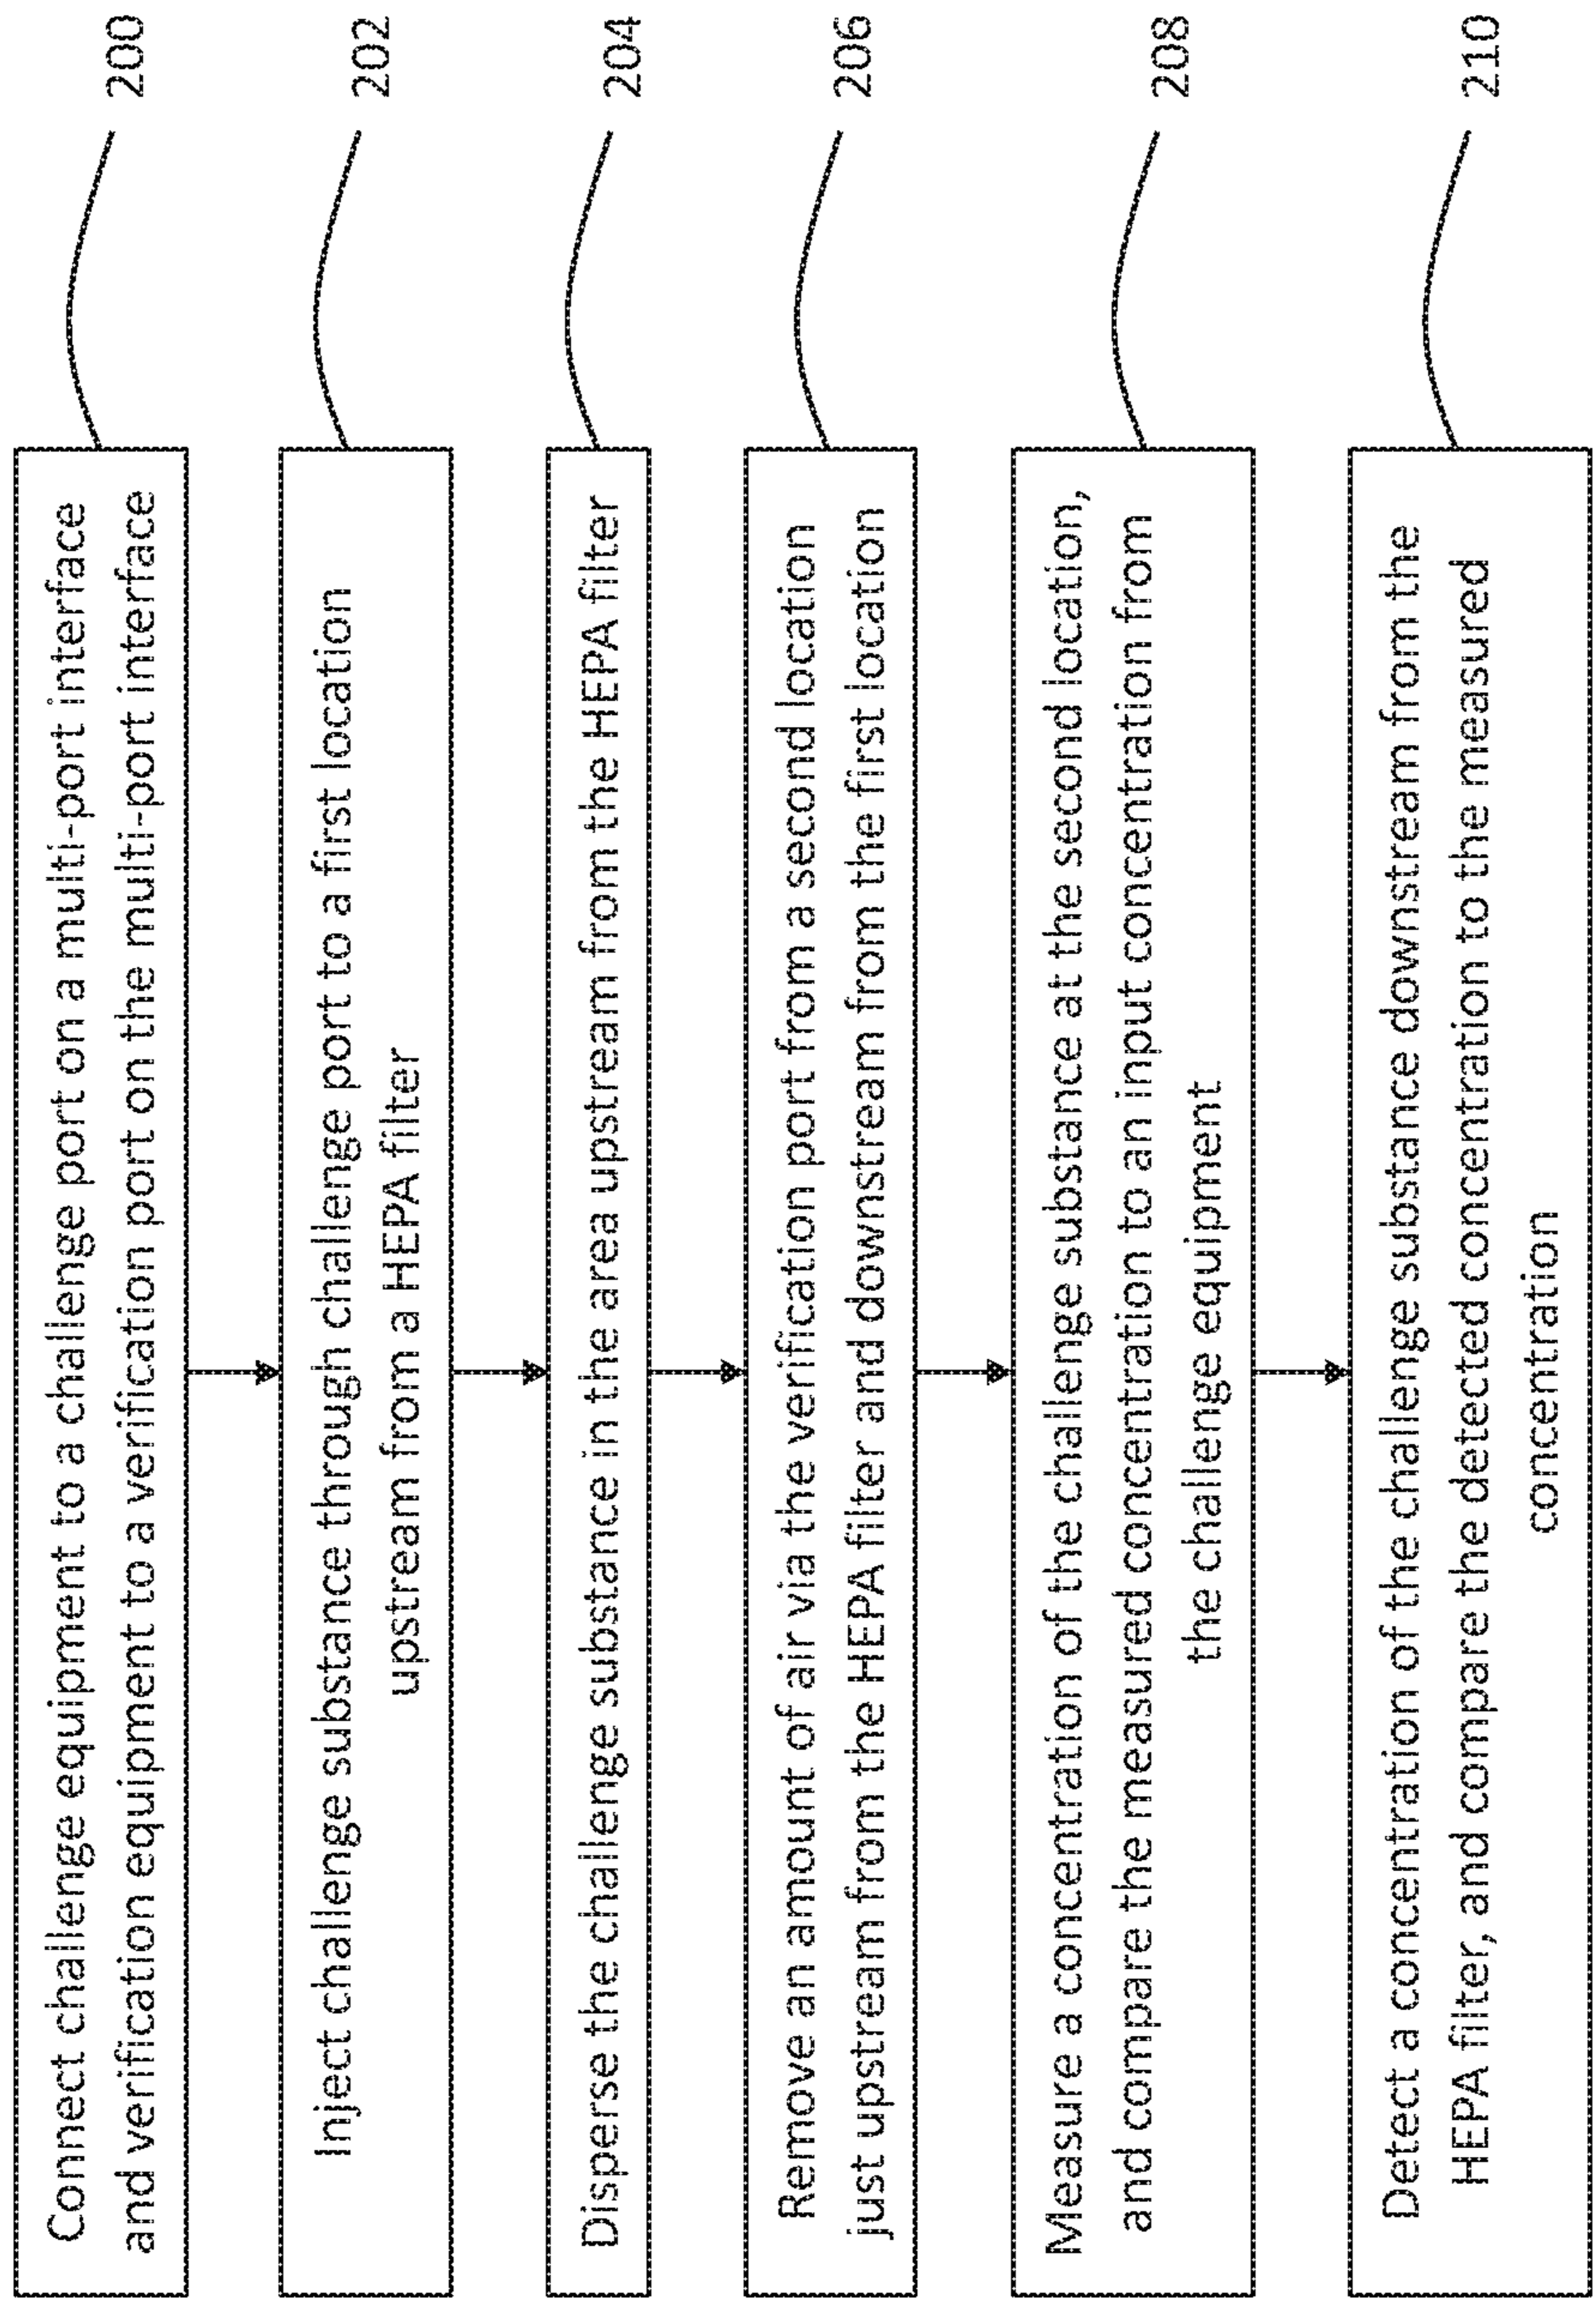 Connect challenge equipment to a challenge port on a multi-port interface
and verification equipment to a verification port on the multi-port interface
200
Inject challenge substance through challenge port to a first location
upstream from a HEPA filter
202
Disperse the challenge substance in the area upstream from the HEPA filter
204
Remove an amount of air via the verification port from a second location
just upstream from the HEPA filter and downstream from the first location
206
Measure a concentration of the challenge substance at the second location,
and compare the measured concentration to an input concentration from
the challenge equipment
208
Detect a concentration of the challenge substance downstream from the
HEPA filter, and compare the detected concentration to the measured
concentration
210